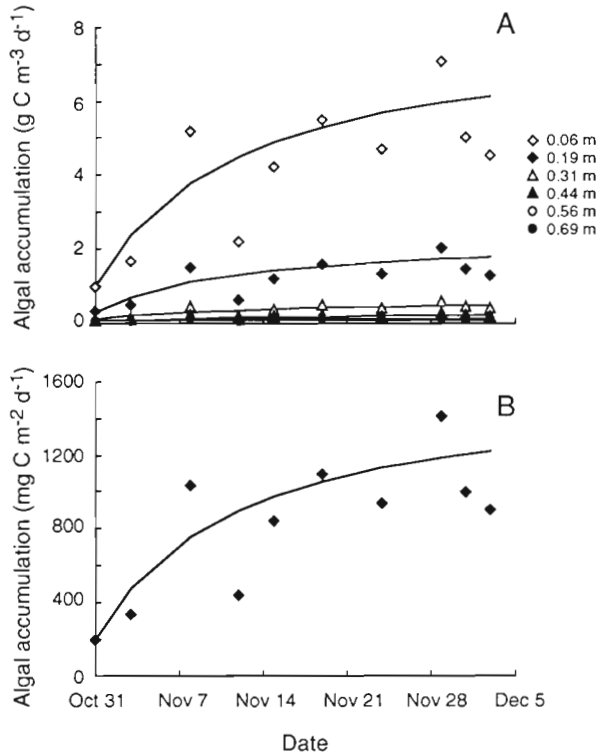 A
Algal accumulation (g C m-3 d-1)
8
6
4
2
0
0.06 m
0.19 m
0.31 m
0.44 m
0.56 m
0.69 m
B
Algal accumulation (mg C m-2 d-1)
1600
1200
800
400
0
Oct 31 Nov 7 Nov 14 Nov 21 Nov 28 Dec 5
Date